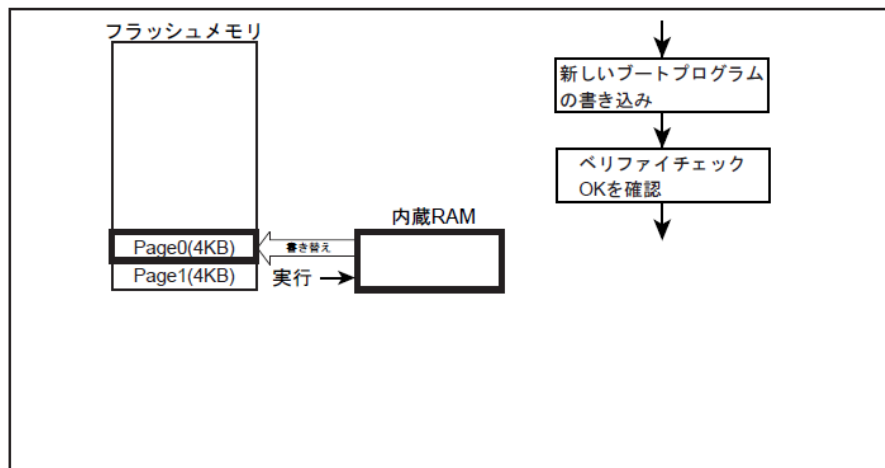 フラッシュメモリ
新しいブートプログラム
の書き込み
ベリファイチェック
OKを確認
内蔵RAM
Page0(4KB)
書き替え
Page1(4KB)
実行